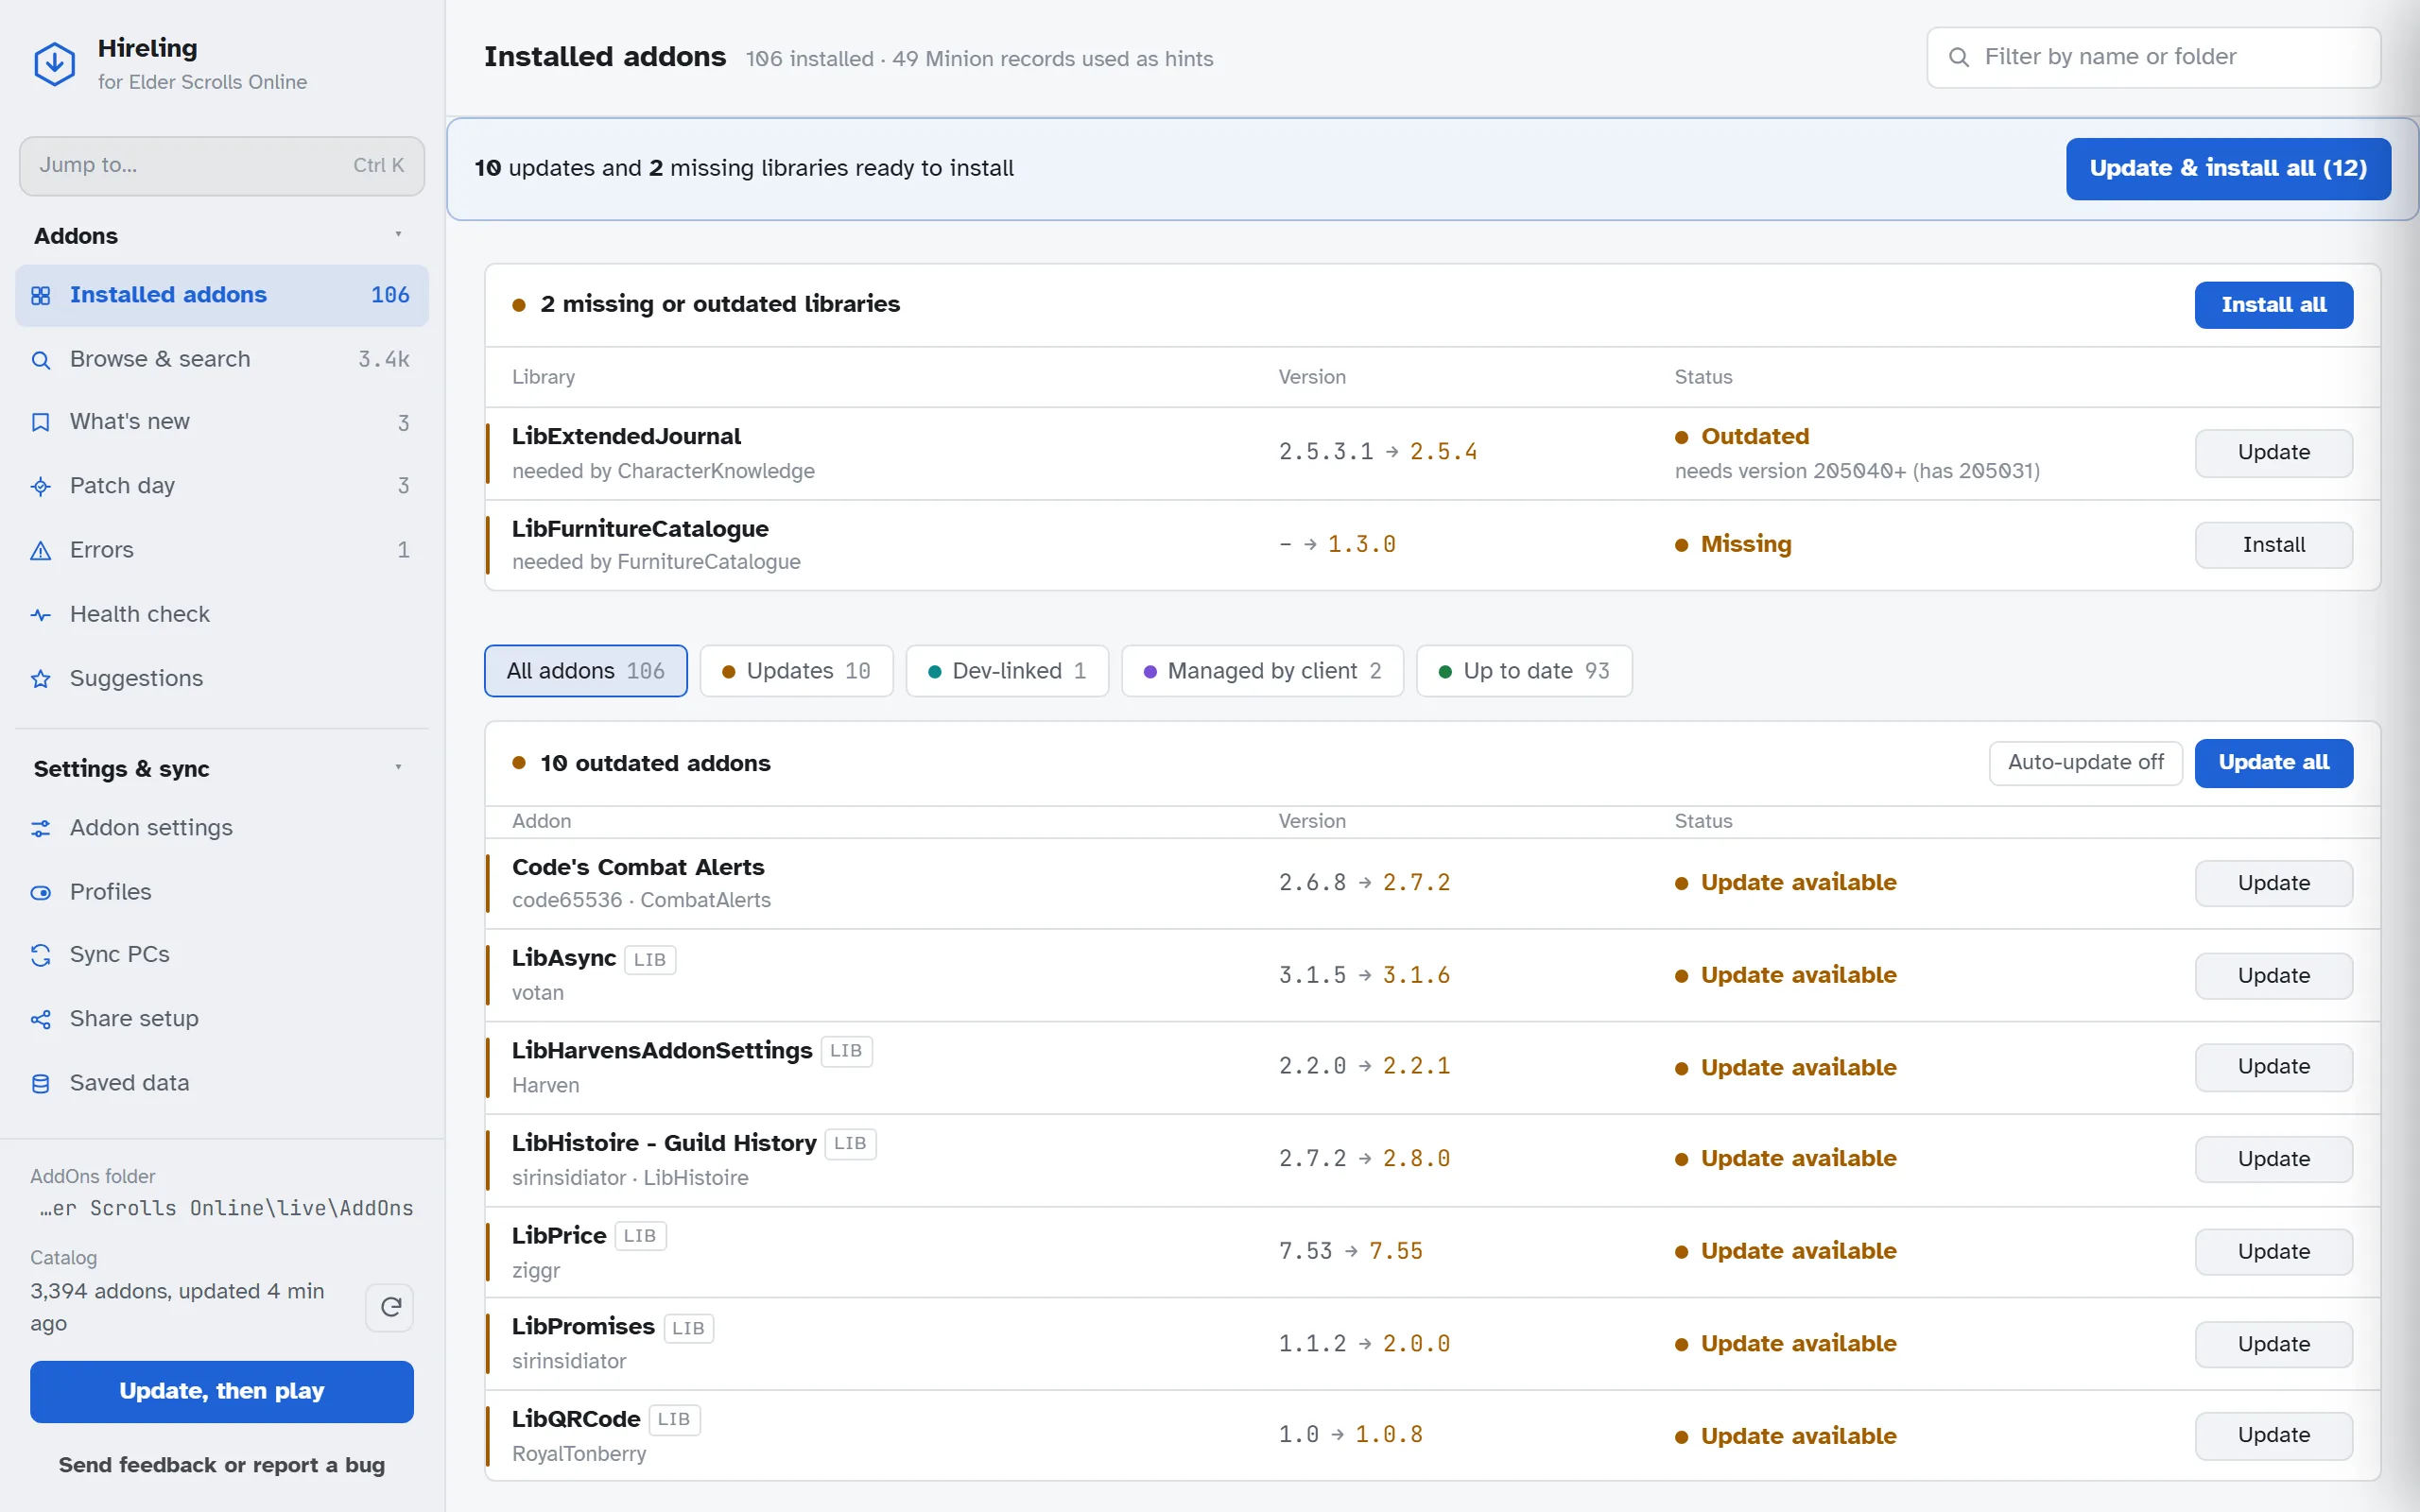 Hireling
for Elder Scrolls Online
Jump to... Ctrl K
Addons
Installed addons 106
Browse & search 3.4k
What's new 3
Patch day 3
Errors 1
Health check
Suggestions
Settings & sync
Addon settings
Profiles
Sync PCs
Share setup
Saved data
AddOns folder
…er Scrolls Online\live\AddOns
Catalog
3,394 addons, updated 4 min
ago
Update, then play
Send feedback or report a bug
Installed addons 106 installed · 49 Minion records used as hints
Filter by name or folder
10 updates and 2 missing libraries ready to install
Update & install all (12)
2 missing or outdated libraries
Install all
Library Version Status
LibExtendedJournal
needed by CharacterKnowledge
2.5.3.1 → 2.5.4
Outdated
needs version 205040+ (has 205031)
Update
LibFurnitureCatalogue
needed by FurnitureCatalogue
– → 1.3.0
Missing
Install
All addons 106 Updates 10 Dev-linked 1 Managed by client 2 Up to date 93
10 outdated addons
Auto-update off
Update all
Addon Version Status
Code's Combat Alerts
code65536 · CombatAlerts
2.6.8 → 2.7.2
Update available
Update
LibAsync LIB
votan
3.1.5 → 3.1.6
Update available
Update
LibHarvensAddonSettings LIB
Harven
2.2.0 → 2.2.1
Update available
Update
LibHistoire - Guild History LIB
sirinsidiator · LibHistoire
2.7.2 → 2.8.0
Update available
Update
LibPrice LIB
ziggr
7.53 → 7.55
Update available
Update
LibPromises LIB
sirinsidiator
1.1.2 → 2.0.0
Update available
Update
LibQRCode LIB
RoyalTonberry
1.0 → 1.0.8
Update available
Update